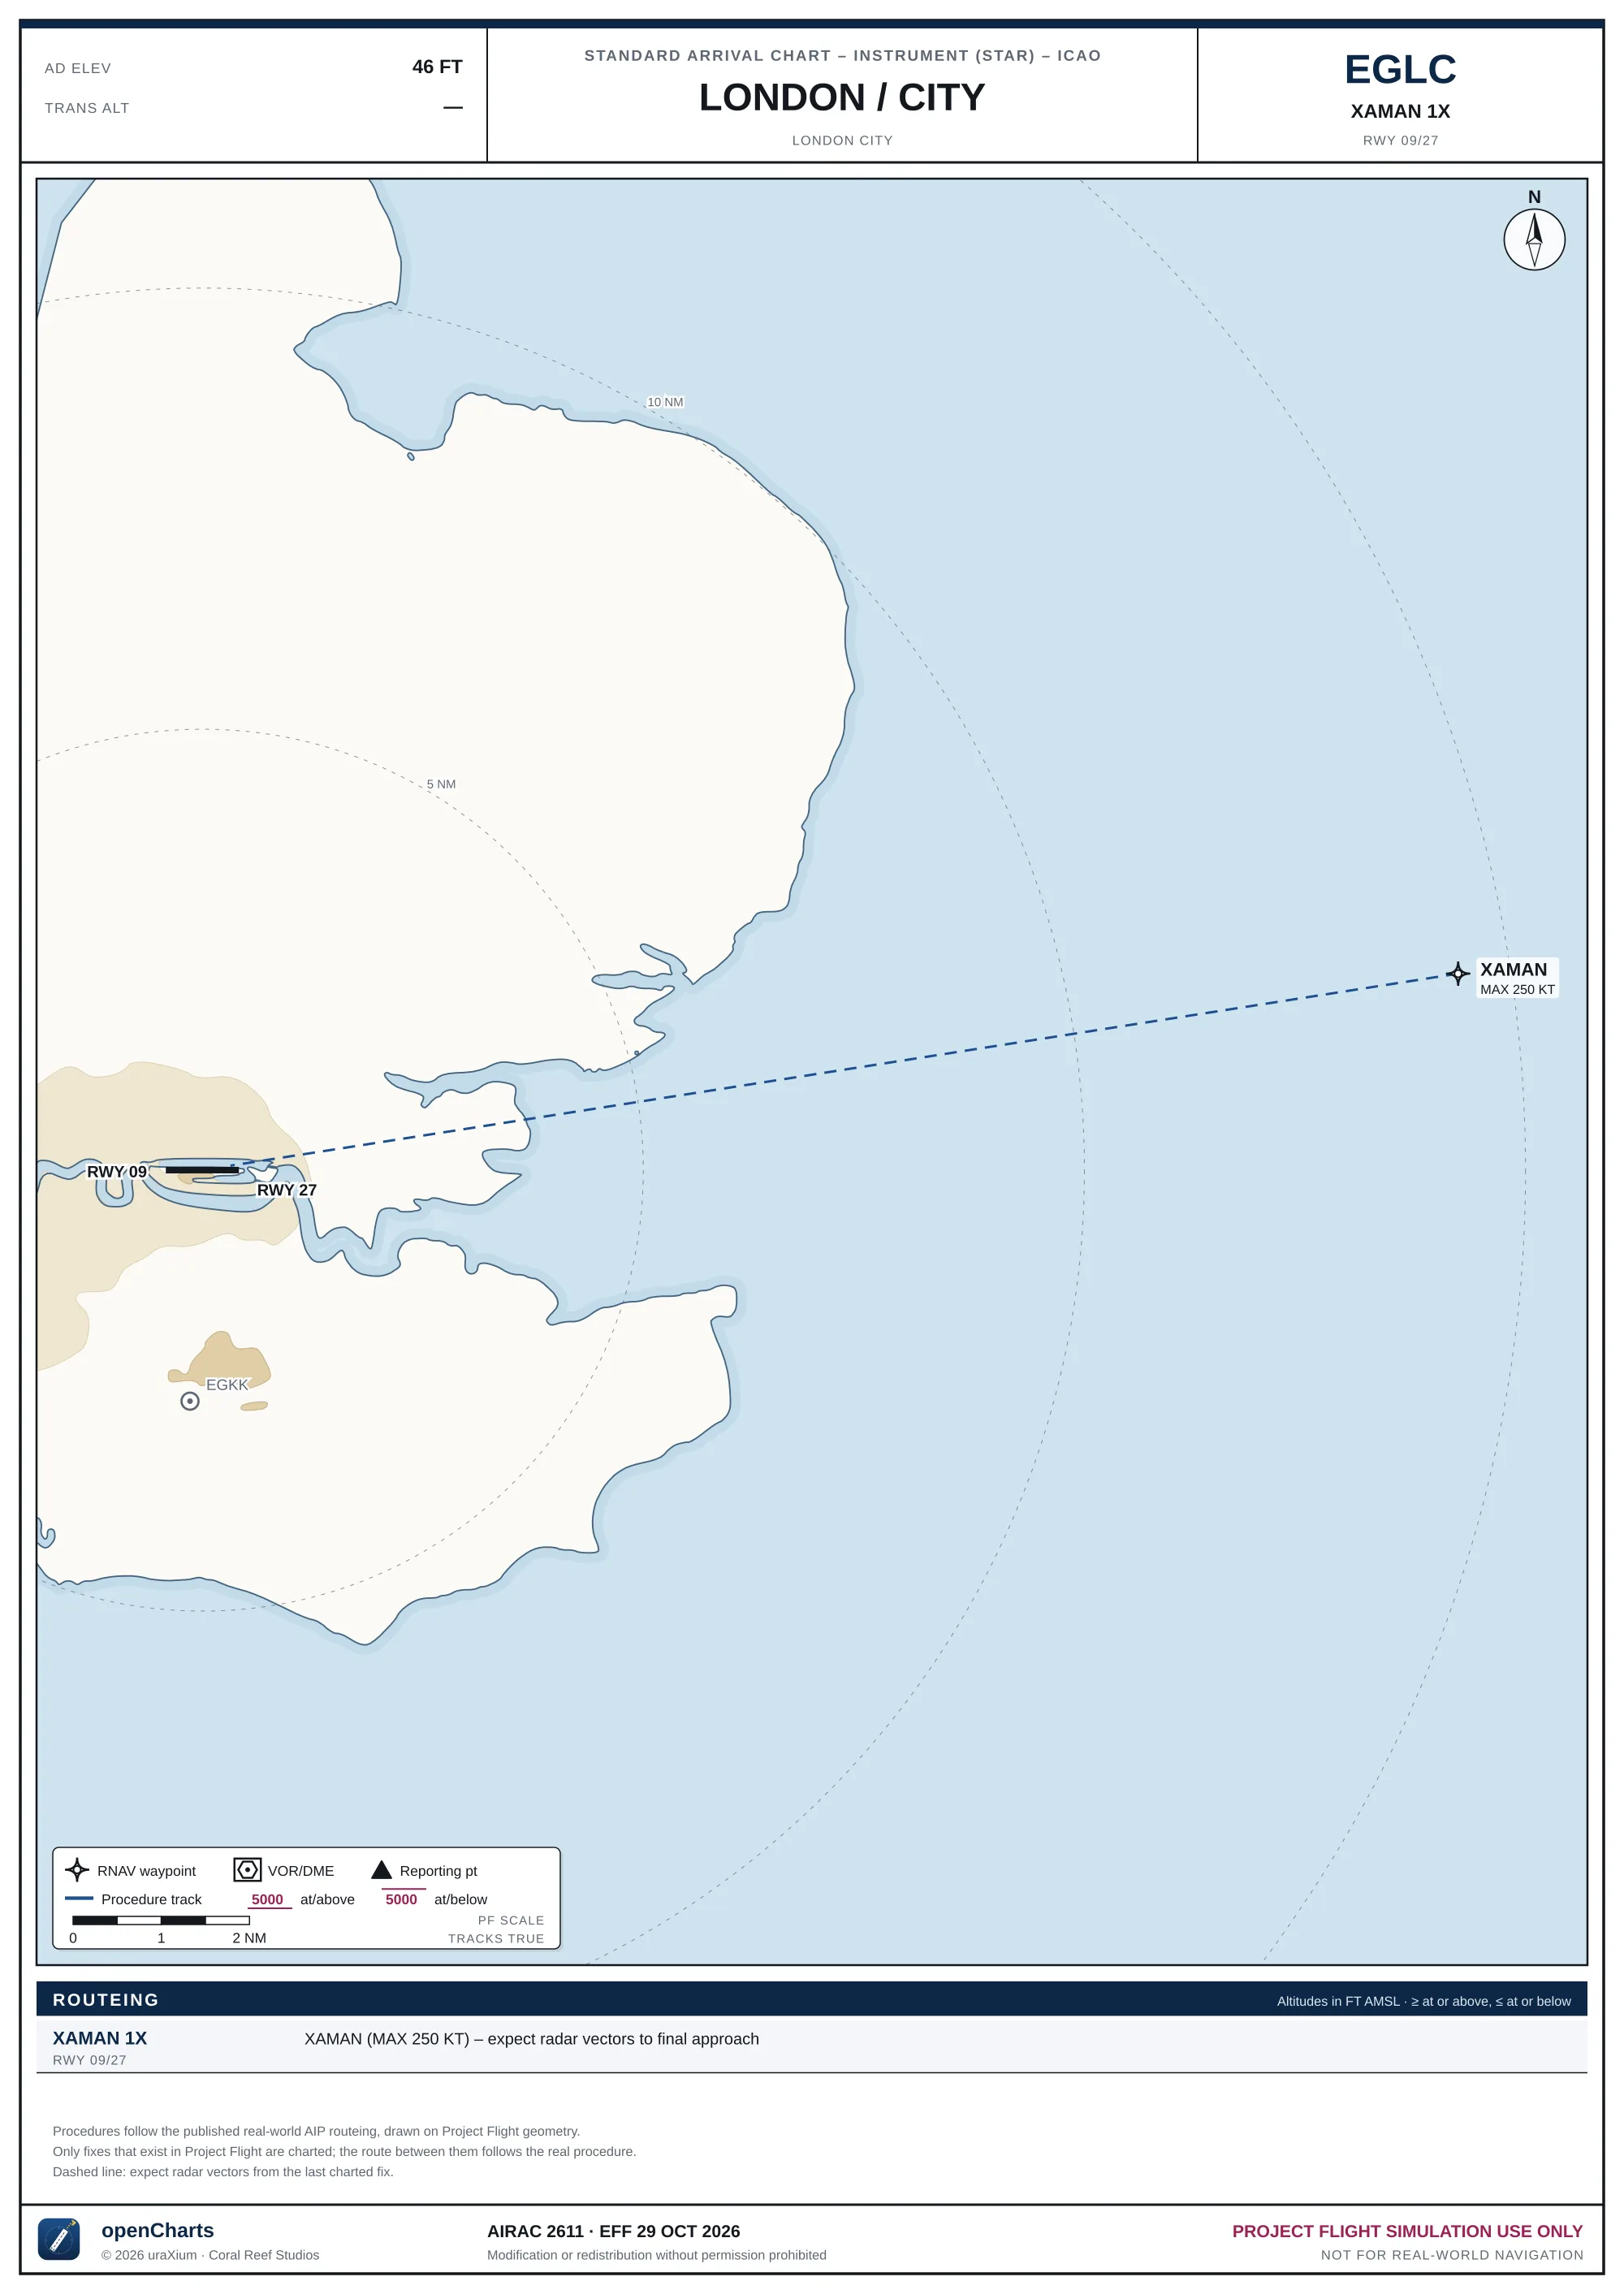 AD ELEV 46 FT
TRANS ALT —
STANDARD ARRIVAL CHART – INSTRUMENT (STAR) – ICAO
LONDON / CITY
LONDON CITY
EGLC
XAMAN 1X
RWY 09/27
N
10 NM
5 NM
XAMAN
MAX 250 KT
RWY 09
RWY 27
EGKK
RNAV waypoint
VOR/DME
Reporting pt
Procedure track
5000 at/above
5000 at/below
PF SCALE
0 1 2 NM
TRACKS TRUE
ROUTEING
Altitudes in FT AMSL · ≥ at or above, ≤ at or below
XAMAN 1X
XAMAN (MAX 250 KT) – expect radar vectors to final approach
RWY 09/27
Procedures follow the published real-world AIP routeing, drawn on Project Flight geometry.
Only fixes that exist in Project Flight are charted; the route between them follows the real procedure.
Dashed line: expect radar vectors from the last charted fix.
openCharts
© 2026 uraXium · Coral Reef Studios
AIRAC 2611 · EFF 29 OCT 2026
Modification or redistribution without permission prohibited
PROJECT FLIGHT SIMULATION USE ONLY
NOT FOR REAL-WORLD NAVIGATION